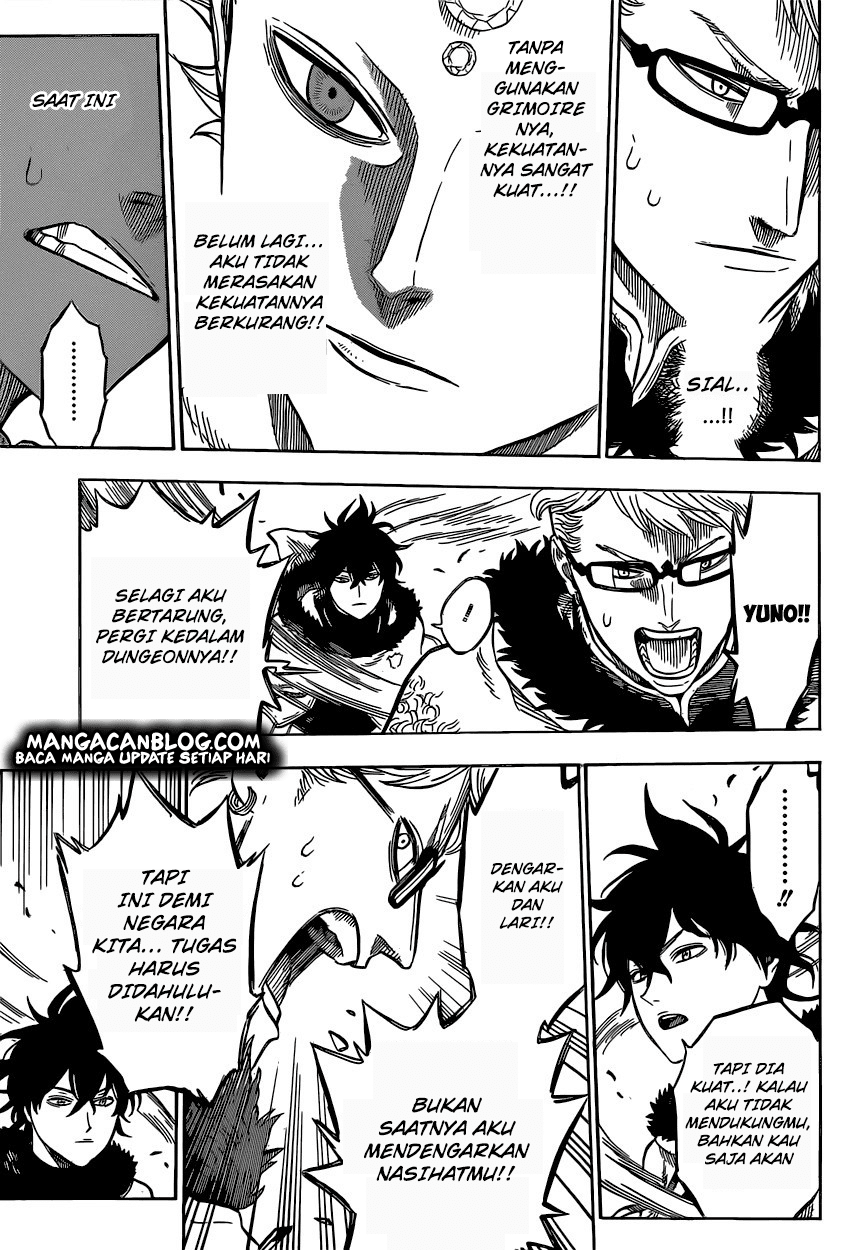 SIAL..
...!!
TANPA
MENG-
GUNAKAN
GRIMOIRE
NYA,
KEKUATAN-
NYA SANGAT
KUAT...!!
BELUM LAGI...
AKU TIDAK
MERASAKAN
KEKUATANNYA
BERKURANG!!
SAAT INI
.........
YUNO!!
......
SELAGI AKU
BERTARUNG,
PERGI KEDALAM
DUNGEONNYA!!
MANGACANBLOG.COM
BACA MANGA UPDATE SETIAP HARI
.........!!
TAPI DIA
KUAT..! KALAU
AKU TIDAK
MENDUKUNGMU,
BAHKAN KAU
SAJA AKAN
DENGAR-
KAN AKU
DAN
LARI!!
BUKAN
SAATNYA AKU
MENDENGARKAN
NASIHATMU!!
TAPI
INI DEMI
NEGARA
KITA... TUGAS
HARUS
DIDAHULU-
KAN!!